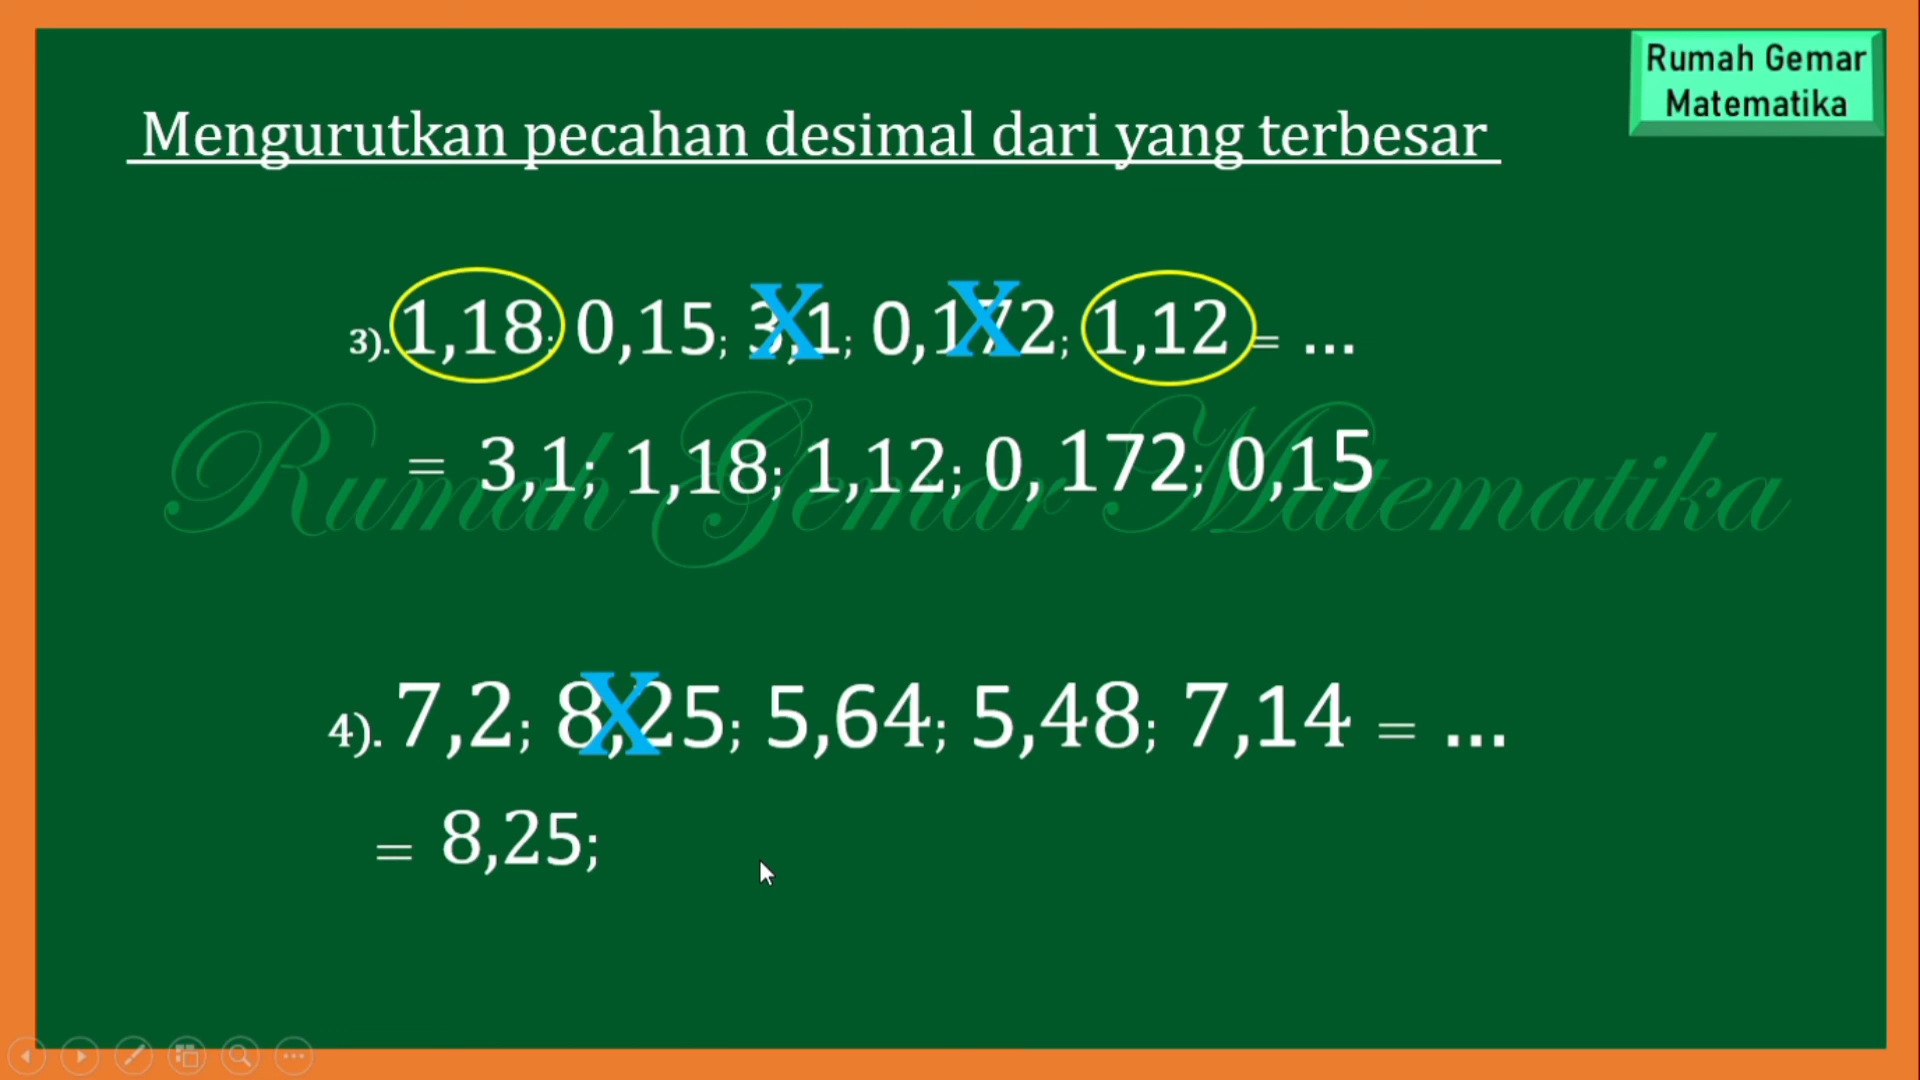 Rumah Gemar
Matematika
Mengurutkan pecahan desimal dari yang terbesar
3). 1,18; 0,15; 3,1; 0,172; 1,12 = ...
X X
= 3,1; 1,18; 1,12; 0, 172; 0,15
Rumah Gemar Matematika
4). 7,2; 8,25; 5,64; 5,48; 7,14 = ...
X
= 8,25;